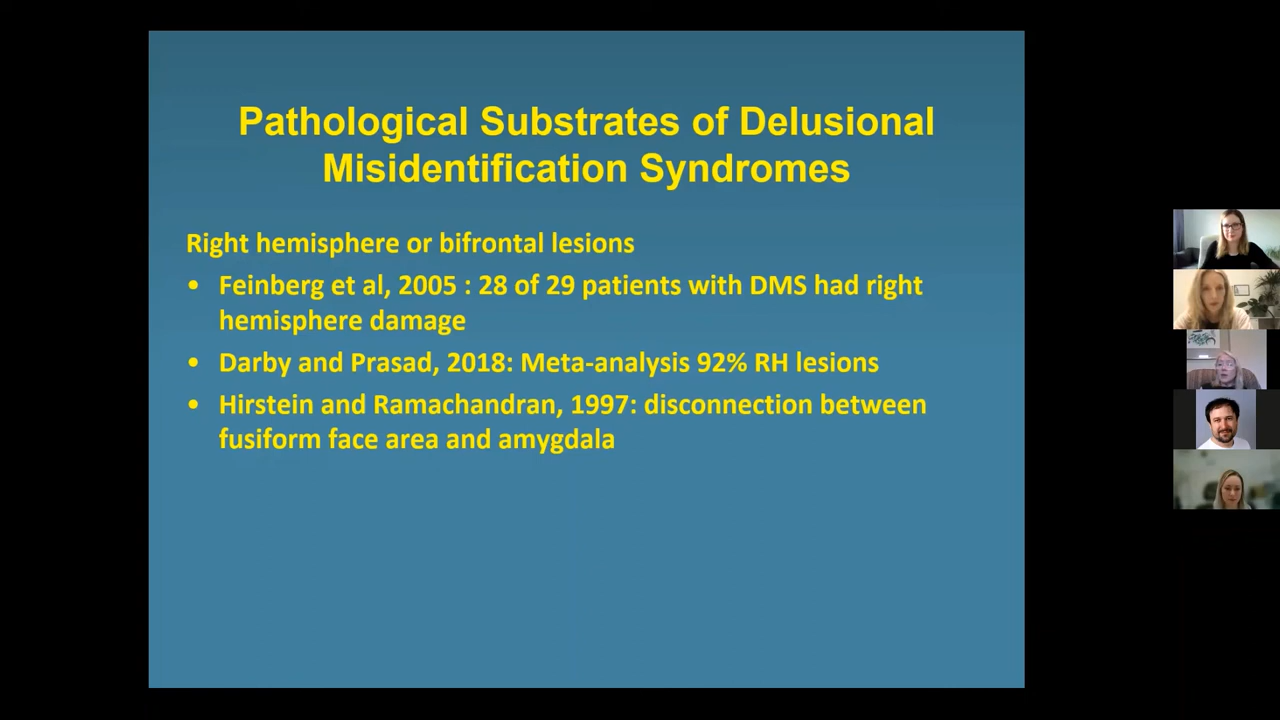 Pathological Substrates of Delusional
Misidentification Syndromes
Right hemisphere or bifrontal lesions
• Feinberg et al, 2005 : 28 of 29 patients with DMS had right
hemisphere damage
• Darby and Prasad, 2018: Meta-analysis 92% RH lesions
• Hirstein and Ramachandran, 1997: disconnection between
fusiform face area and amygdala